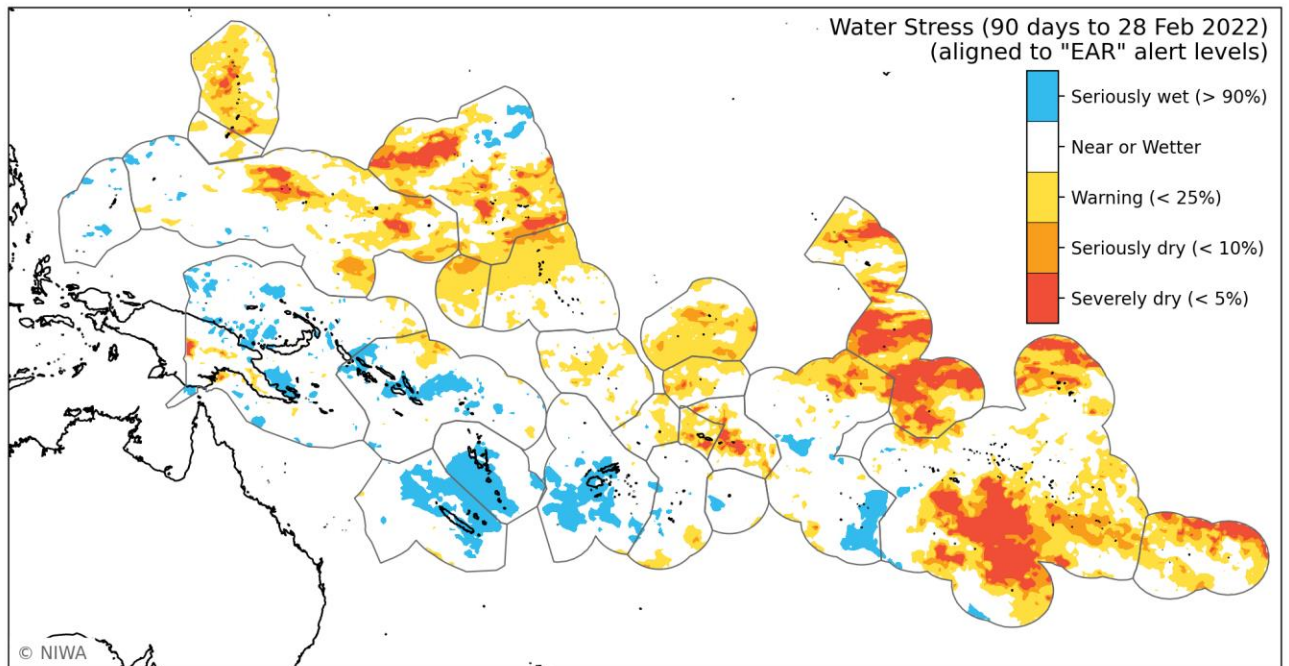 Water Stress (90 days to 28 Feb 2022)
(aligned to "EAR" alert levels)
Seriously wet (> 90%)
Near or Wetter
Warning (< 25%)
Seriously dry (< 10%)
Severely dry (< 5%)
© NIWA